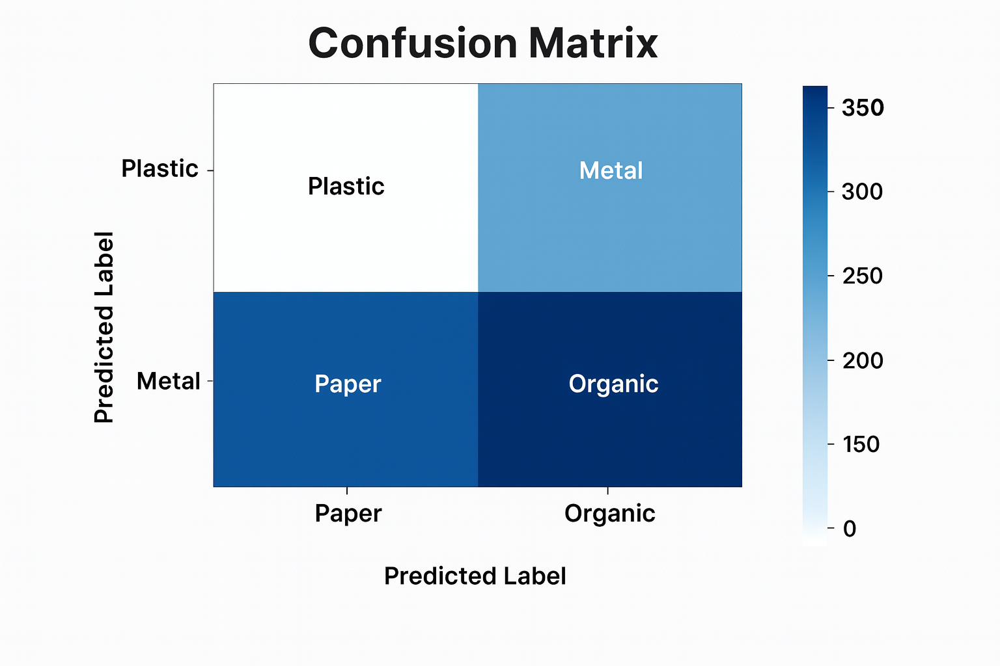 Confusion Matrix
Plastic
Metal
Predicted Label
Plastic
Metal
Paper
Organic
Paper
Organic
Predicted Label
350
300
250
200
150
0